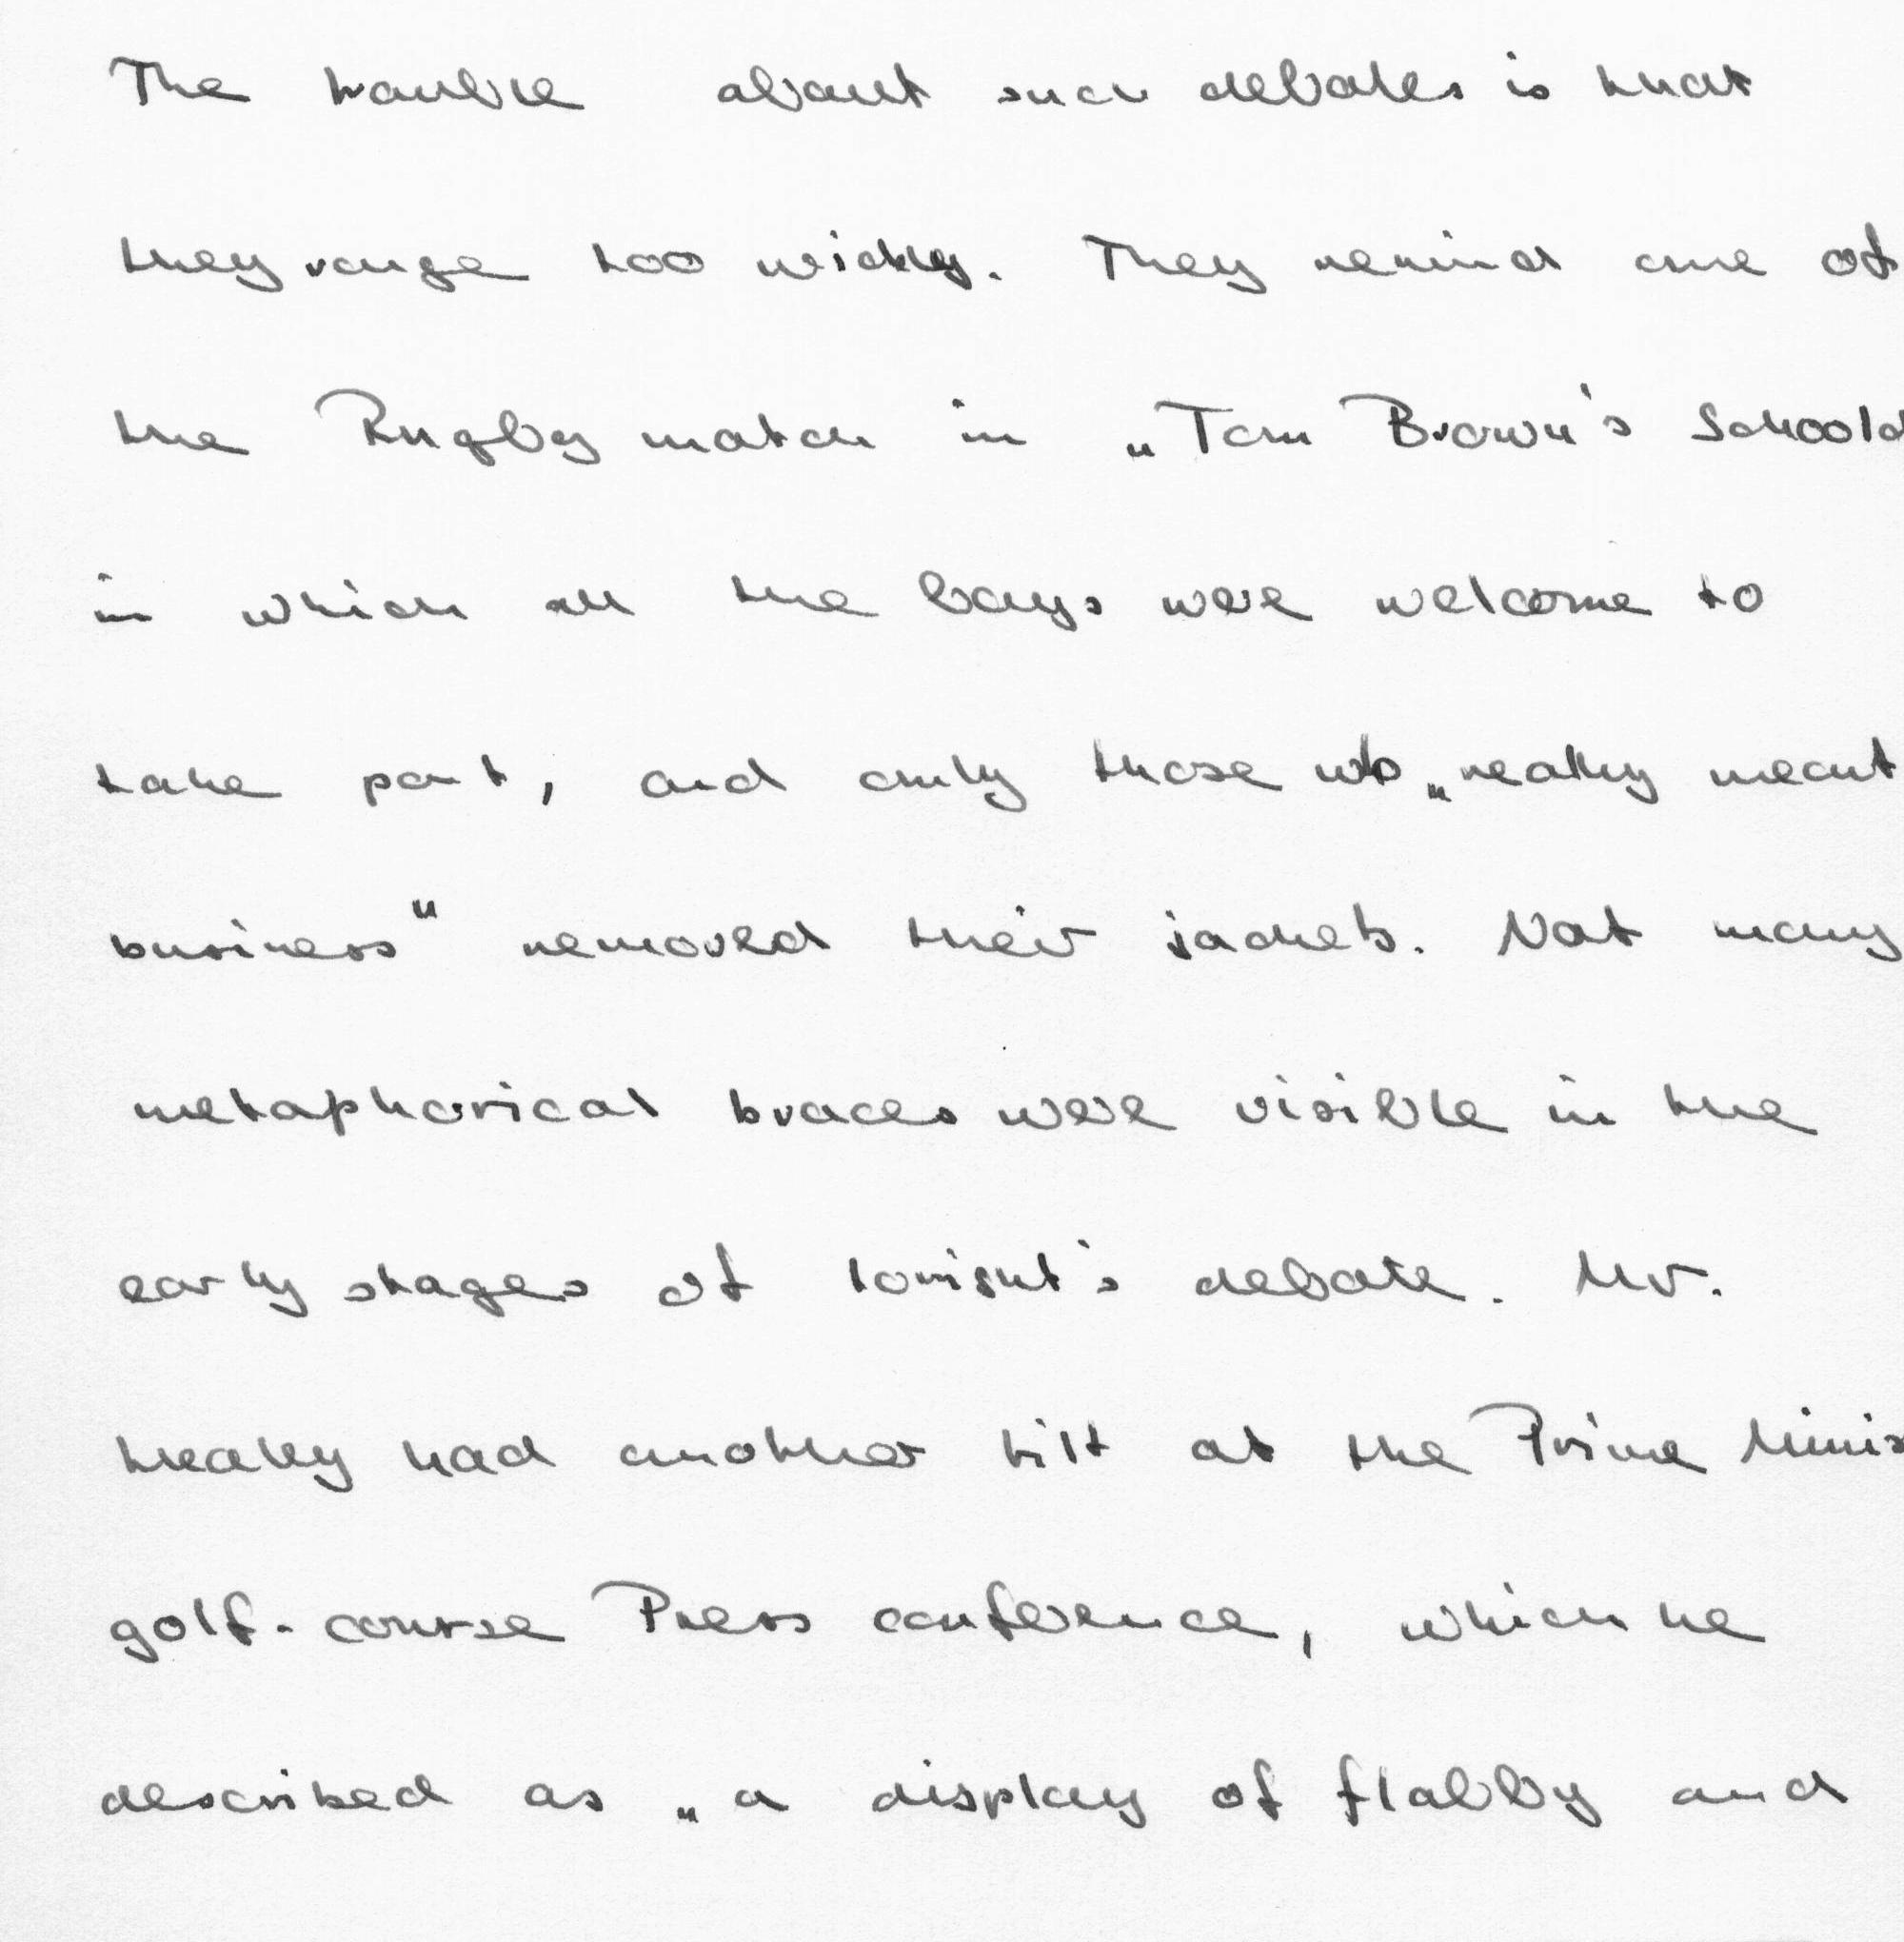 The trouble about such debates is that
they range too widely. They remind one of
the Rugby match in „Tom Brown's Schoold
in which all the boys were welcome to
take part, and only those who „really meant
business" removed their jackets. Not many
metaphorical braces were visible in the
early stages of tonight's debate. Mr.
Healey had another tilt at the Prime Minis
golf-course Press conference, which he
described as „a display of flabby and